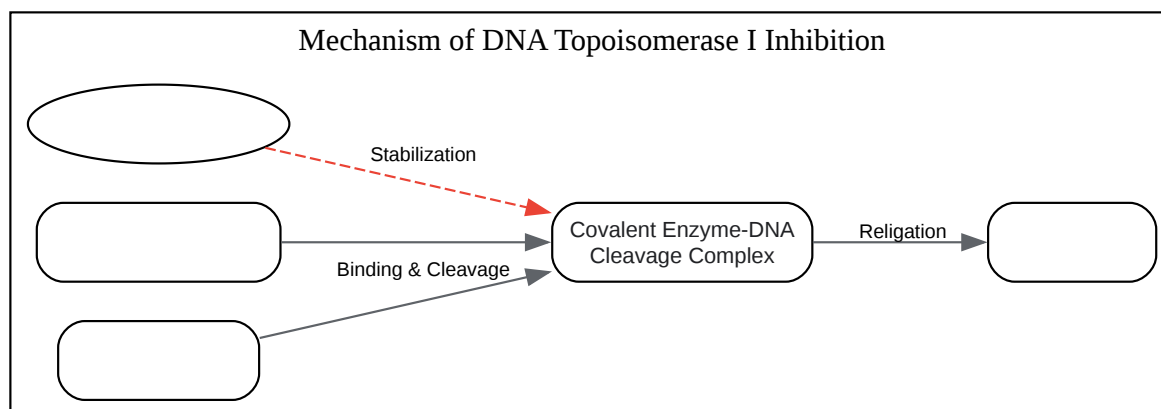 Mechanism of DNA Topoisomerase I Inhibition
Stabilization
Covalent Enzyme-DNA
Cleavage Complex
Religation
Binding & Cleavage